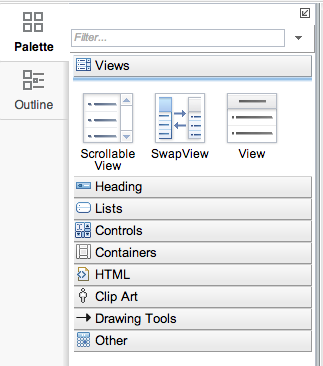 Palette
Outline
Filter...
Views
Scrollable
View
SwapView
View
Heading
Lists
Controls
Containers
HTML
Clip Art
Drawing Tools
Other